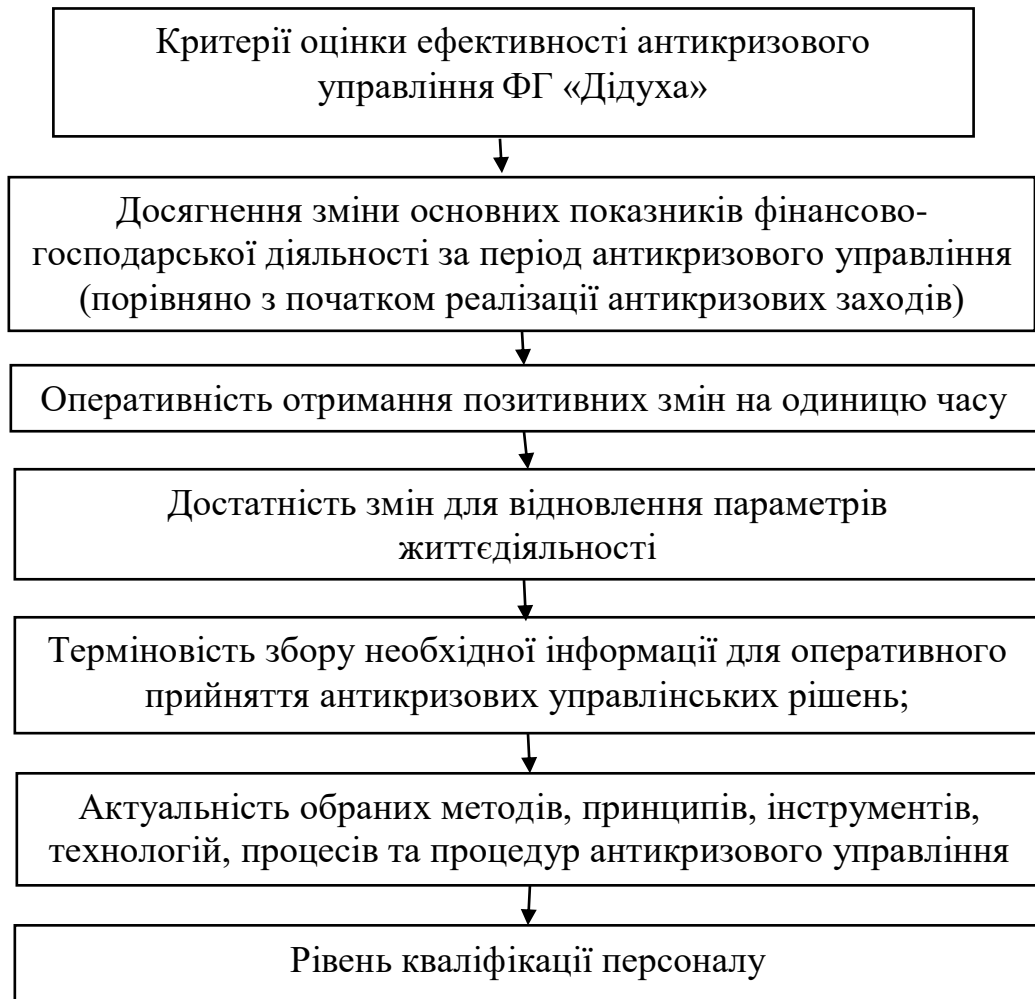 Критерії оцінки ефективності антикризового
управління ФГ «Дідуха»
Досягнення зміни основних показників фінансово-
господарської діяльності за період антикризового управління
(порівняно з початком реалізації антикризових заходів)
Оперативність отримання позитивних змін на одиницю часу
Достатність змін для відновлення параметрів
життєдіяльності
Терміновість збору необхідної інформації для оперативного
прийняття антикризових управлінських рішень;
Актуальність обраних методів, принципів, інструментів,
технологій, процесів та процедур антикризового управління
Рівень кваліфікації персоналу